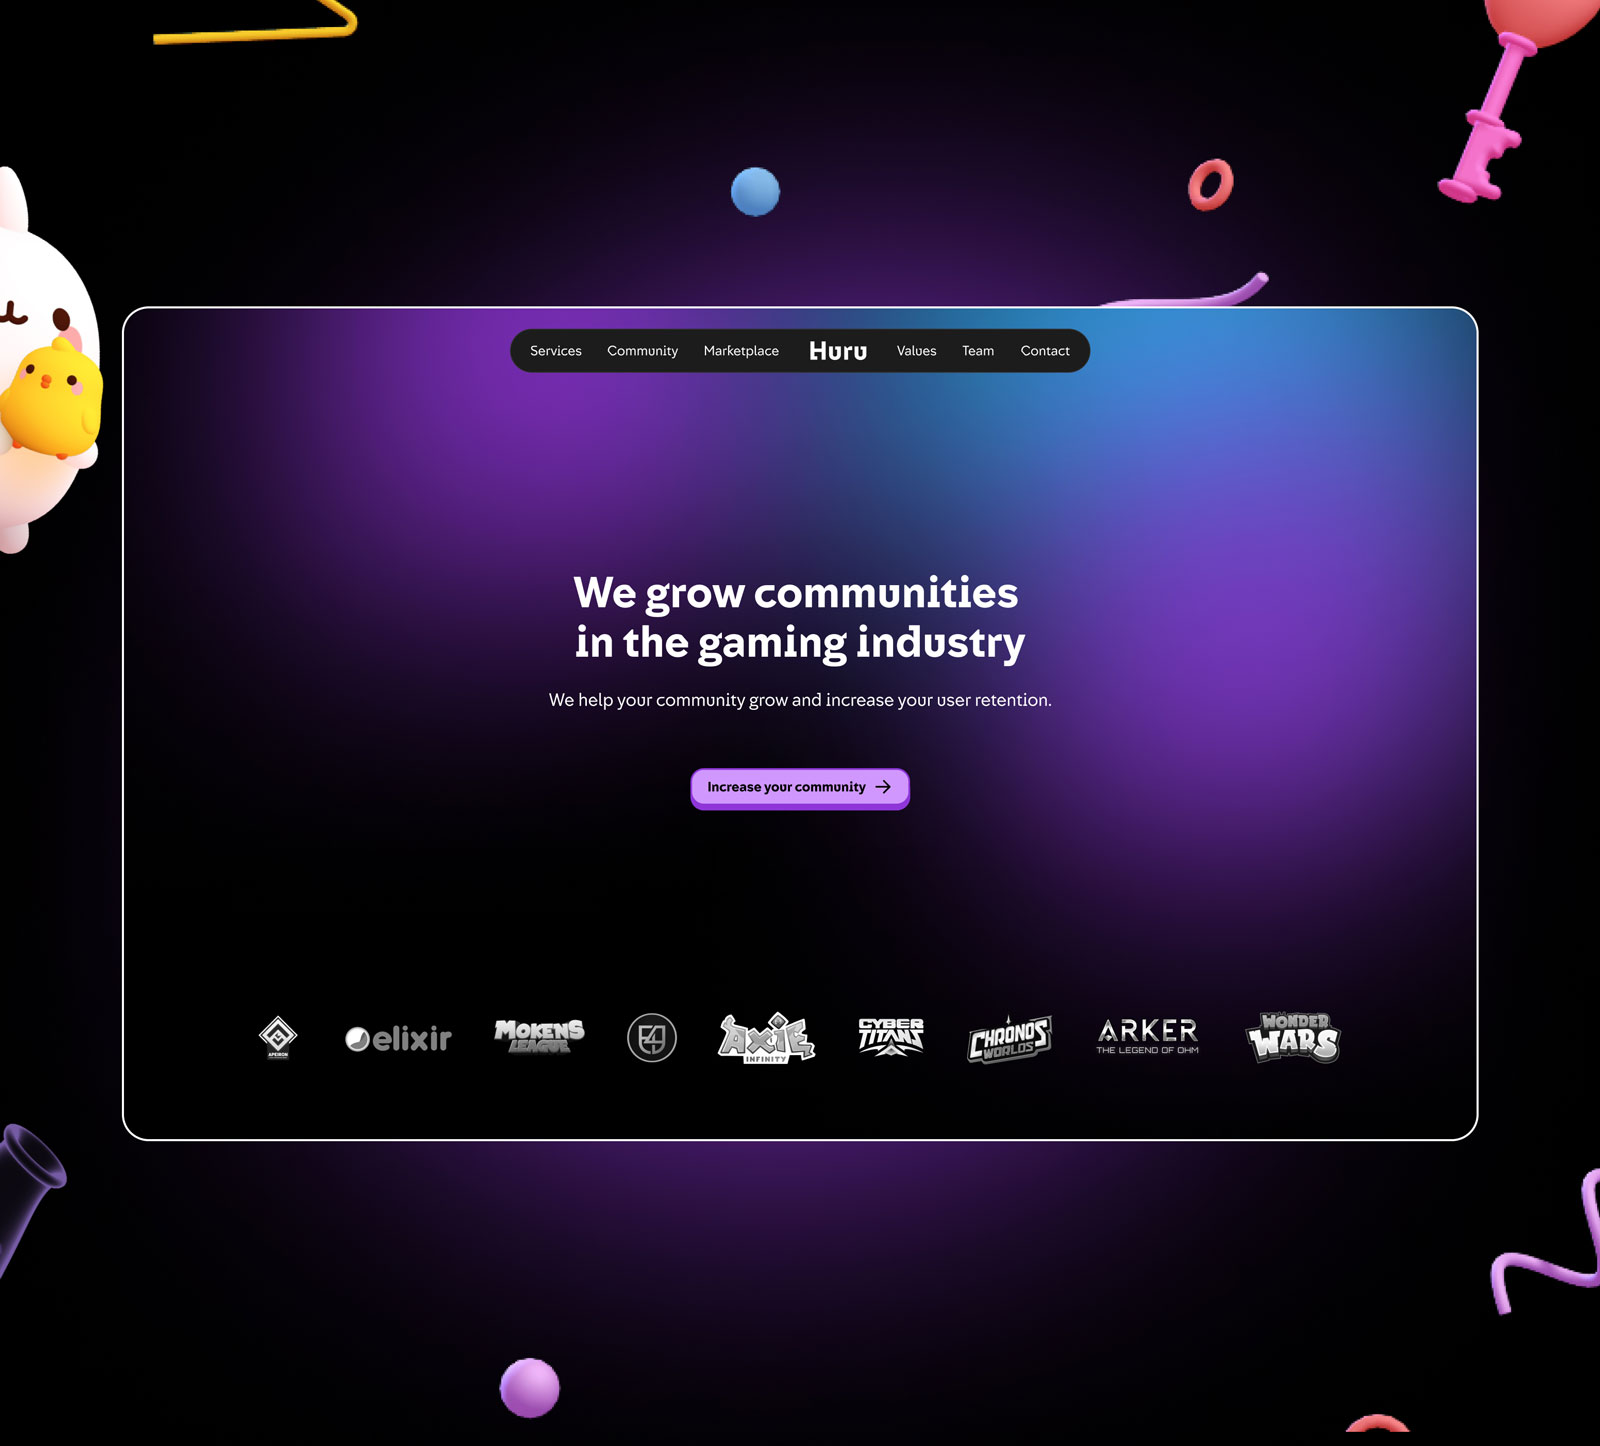 Services Community Marketplace Huru Values Team Contact
We grow communities
in the gaming industry
We help your community grow and increase your user retention.
Increase your community
APEIRON
elixir
MOKENS
LEAGUE
AXIE
INFINITY
CYBER
TITANS
CHRONOS
WORLDS
ARKER
THE LEGEND OF OHM
WONDER
WARS